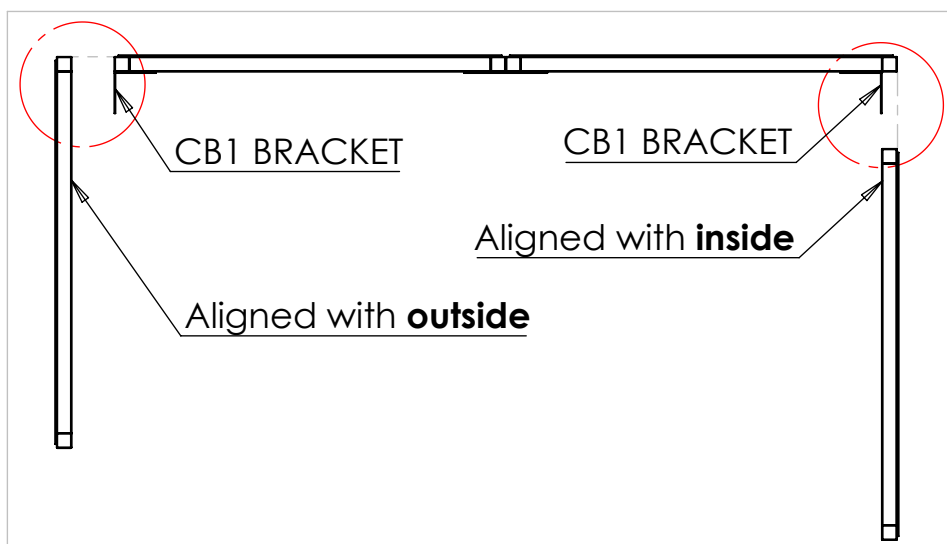 CB1 BRACKET
CB1 BRACKET
Aligned with inside
Aligned with outside